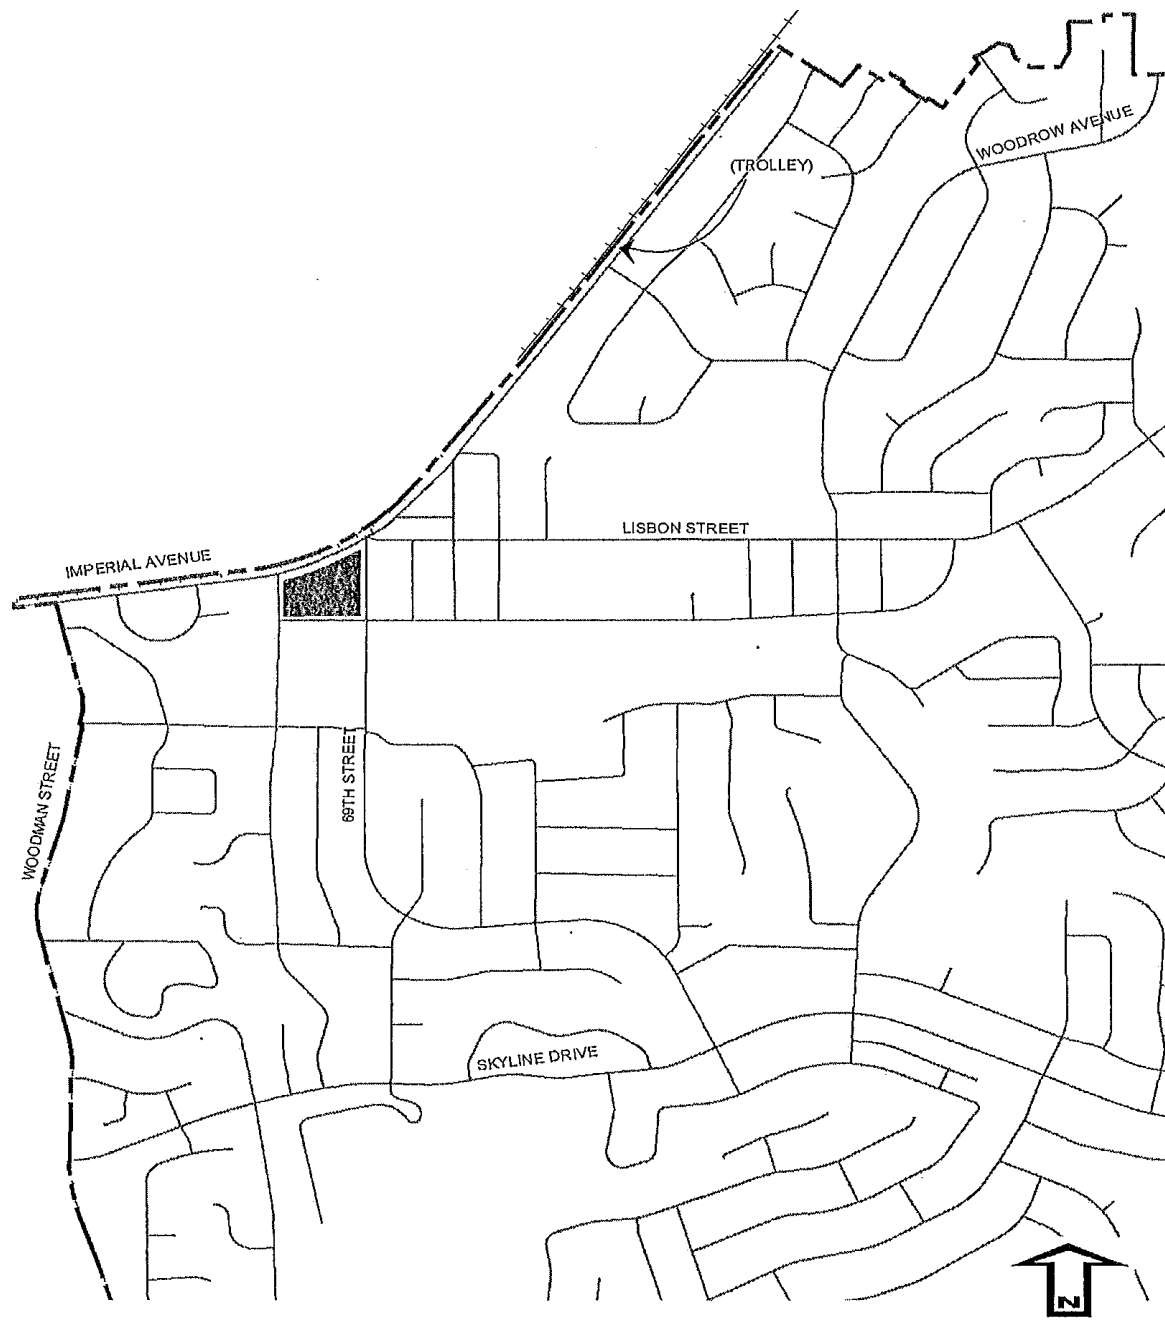 WOODROW AVENUE
(TROLLEY)
LISBON STREET
IMPERIAL AVENUE
69TH STREET
WOODMAN STREET
SKYLINE DRIVE
N